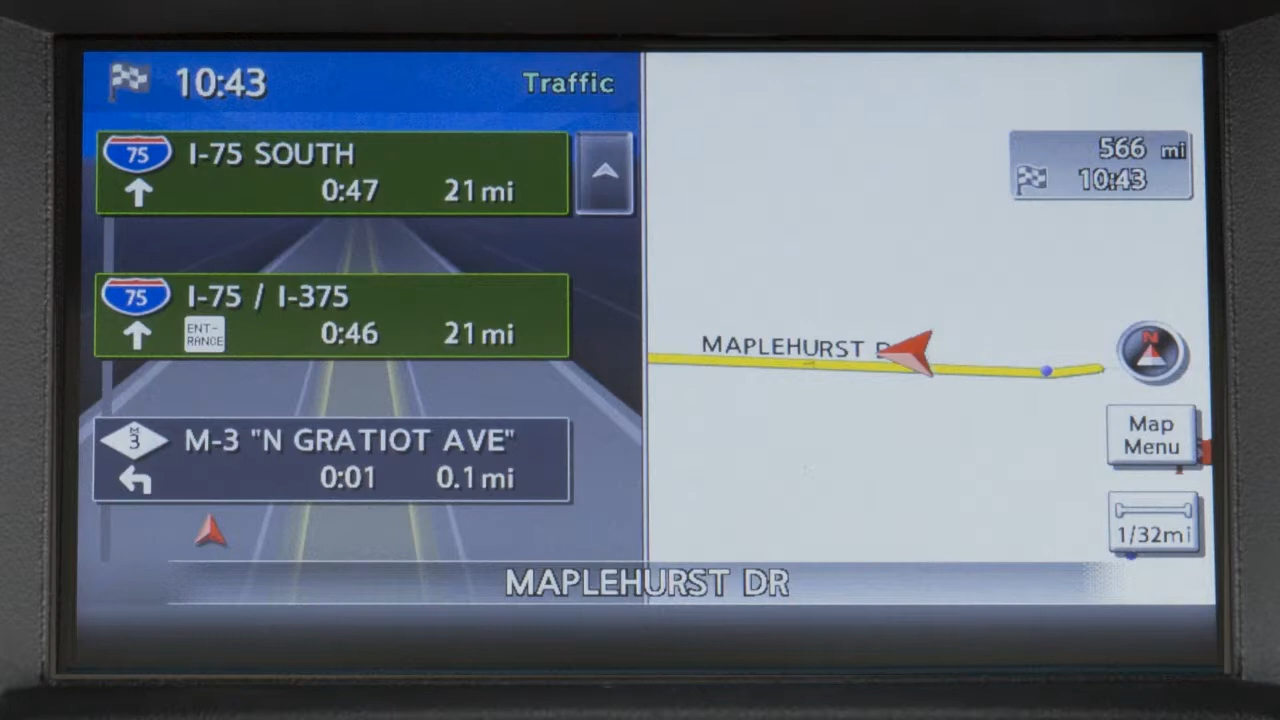 10:43 Traffic
75 I-75 SOUTH
0:47 21 mi
75 I-75 / I-375
ENT-
RANCE
0:46 21 mi
M
3
M-3 "N GRATIOT AVE"
0:01 0.1 mi
566 mi
10:43
MAPLEHURST D
N
Map
Menu
1/32mi
MAPLEHURST DR